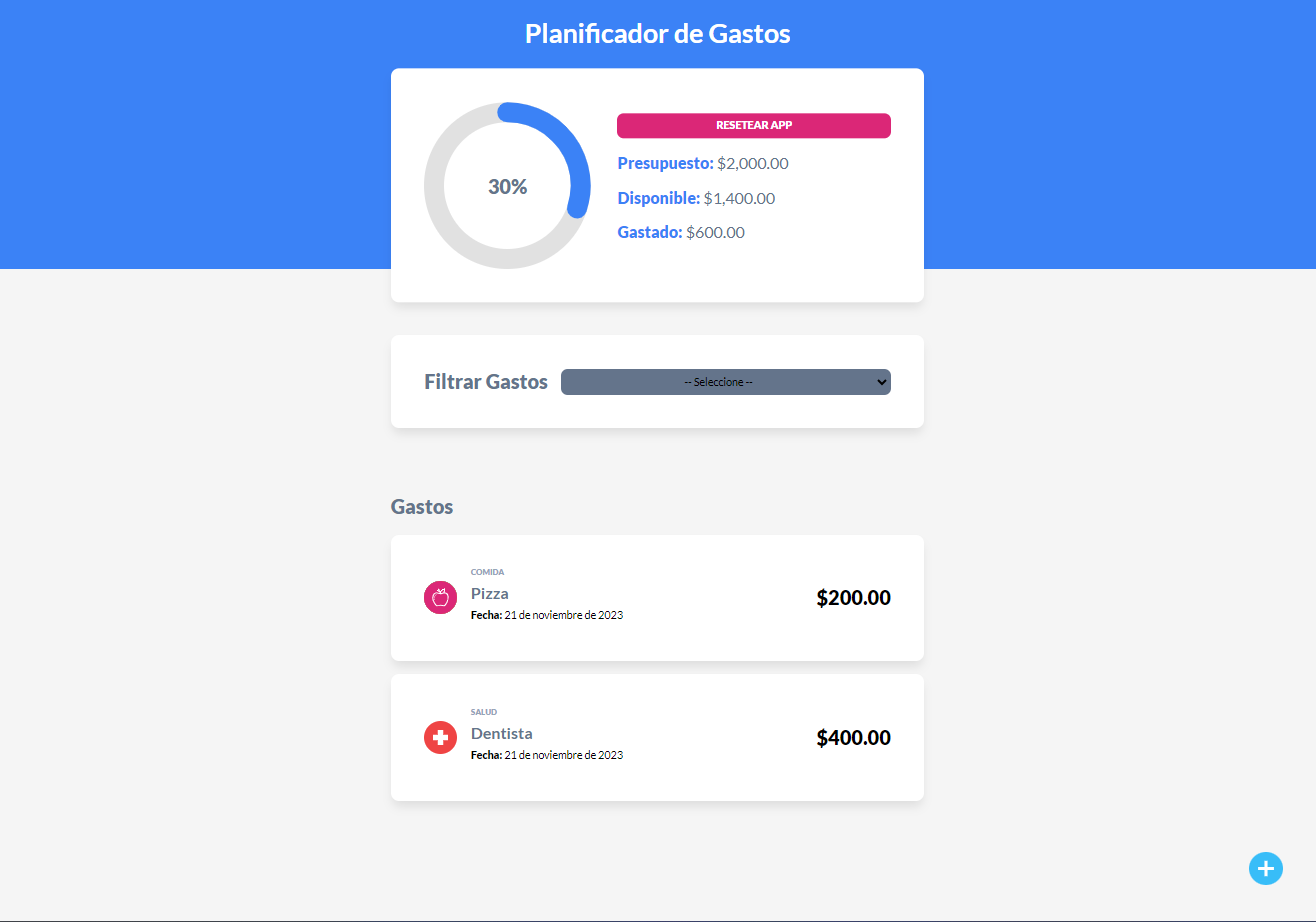 Planificador de Gastos
30%
RESETEAR APP
Presupuesto: $2,000.00
Disponible: $1,400.00
Gastado: $600.00
Filtrar Gastos
-- Seleccione --
Gastos
COMIDA
Pizza
Fecha: 21 de noviembre de 2023
$200.00
SALUD
Dentista
Fecha: 21 de noviembre de 2023
$400.00